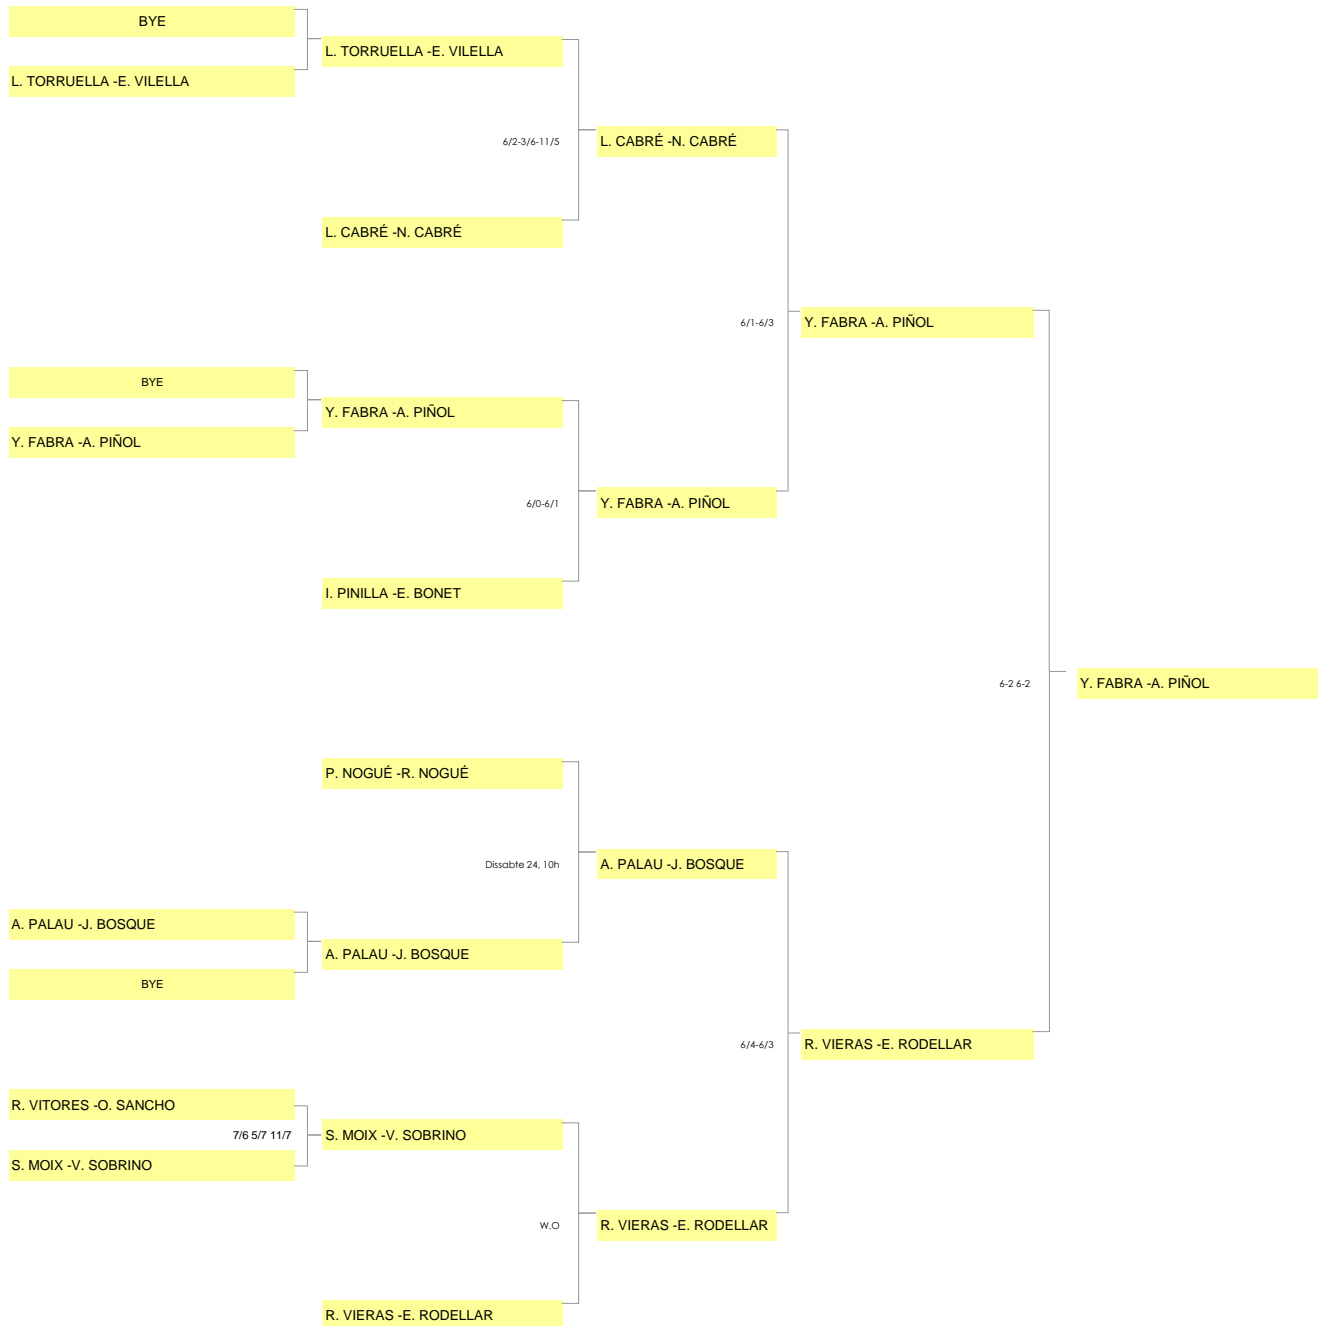 BYE
L. TORRUELLA -E. VILELLA
L. TORRUELLA -E. VILELLA
6/2-3/6-11/5
L. CABRÉ -N. CABRÉ
L. CABRÉ -N. CABRÉ
6/1-6/3
Y. FABRA -A. PIÑOL
BYE
Y. FABRA -A. PIÑOL
Y. FABRA -A. PIÑOL
6/0-6/1
Y. FABRA -A. PIÑOL
I. PINILLA -E. BONET
6-2 6-2
Y. FABRA -A. PIÑOL
P. NOGUÉ -R. NOGUÉ
Dissabte 24, 10h
A. PALAU -J. BOSQUE
A. PALAU -J. BOSQUE
A. PALAU -J. BOSQUE
BYE
6/4-6/3
R. VIERAS -E. RODELLAR
R. VITORES -O. SANCHO
7/6 5/7 11/7
S. MOIX -V. SOBRINO
S. MOIX -V. SOBRINO
W.O
R. VIERAS -E. RODELLAR
R. VIERAS -E. RODELLAR